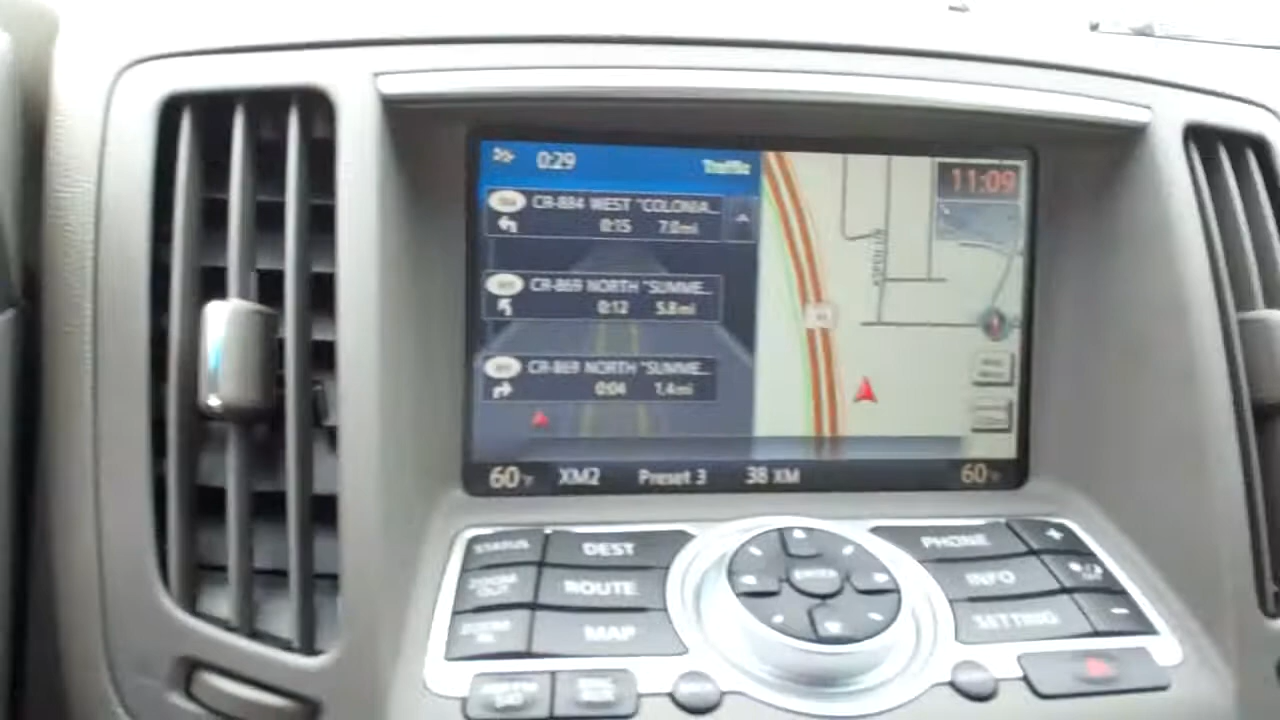 0:29
Traffic
11:09
CR-884 WEST "COLONIA...
0:15 7.0mi
CR-869 NORTH "SUMME...
0:12 5.8mi
CR-869 NORTH "SUMME...
0:04 1.4mi
60°F XM2 Preset 3 38 XM 60°F
STATUS DEST PHONE +
ZOOM OUT ROUTE ENTER INFO
ZOOM IN MAP SETTING -